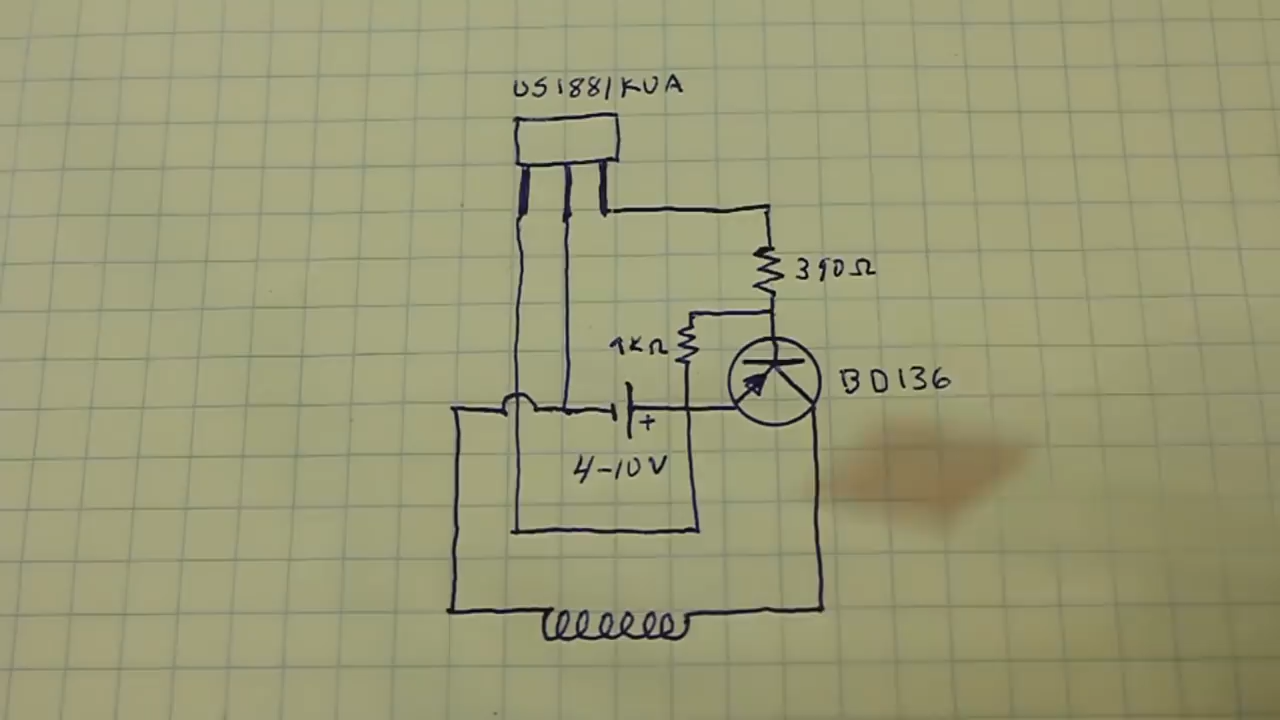 US1881KUA
390Ω
1KΩ
BD136
+
4-10V